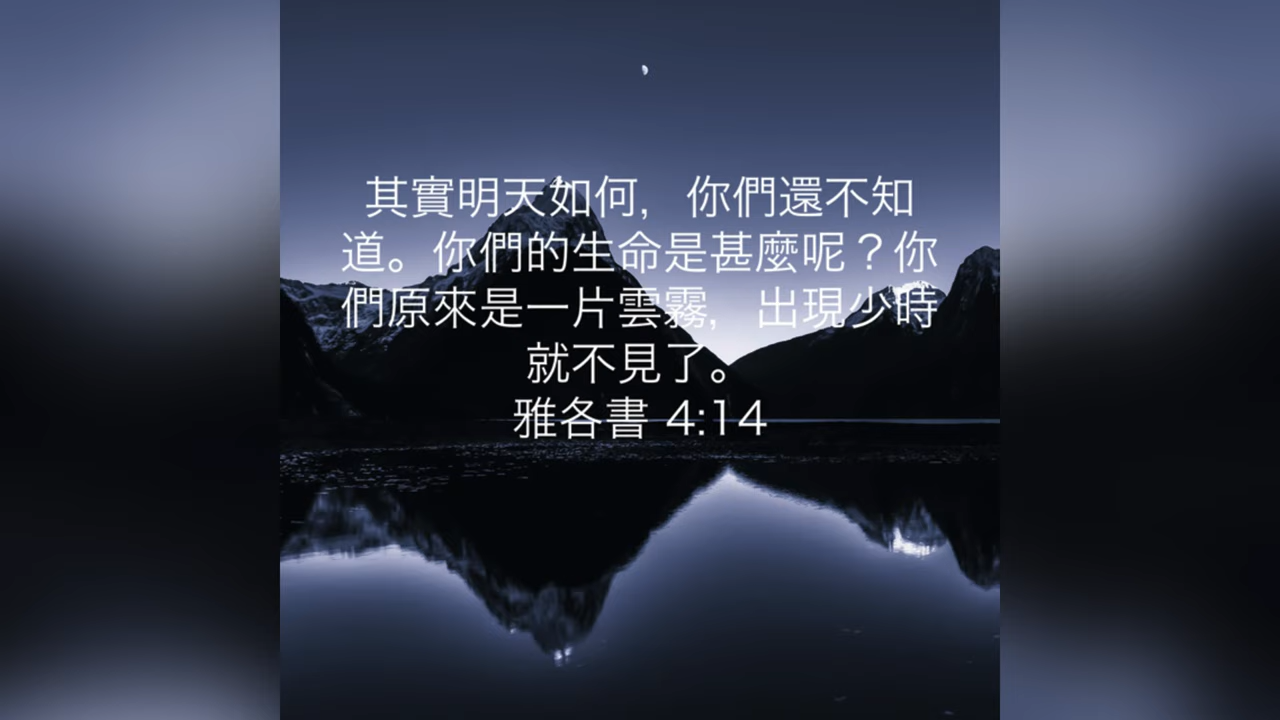 其實明天如何，你們還不知
道。你們的生命是甚麼呢？你
們原來是一片雲霧，出現少時
就不見了。
雅各書 4:14